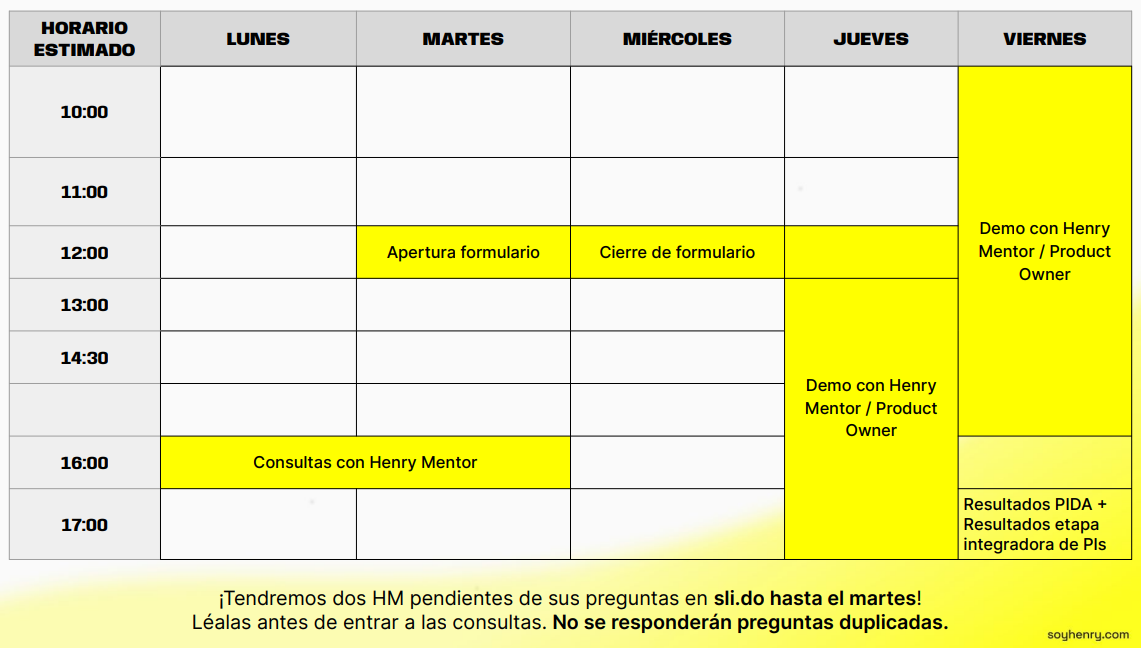 HORARIO
ESTIMADO
LUNES
MARTES
MIÉRCOLES
JUEVES
VIERNES
10:00
11:00
12:00
Apertura formulario
Cierre de formulario
Demo con Henry
Mentor / Product
Owner
13:00
14:30
Demo con Henry
Mentor / Product
Owner
16:00
Consultas con Henry Mentor
17:00
Resultados PIDA +
Resultados etapa
integradora de PIs
¡Tendremos dos HM pendientes de sus preguntas en sli.do hasta el martes!
Léalas antes de entrar a las consultas. No se responderán preguntas duplicadas.
soyhenry.com